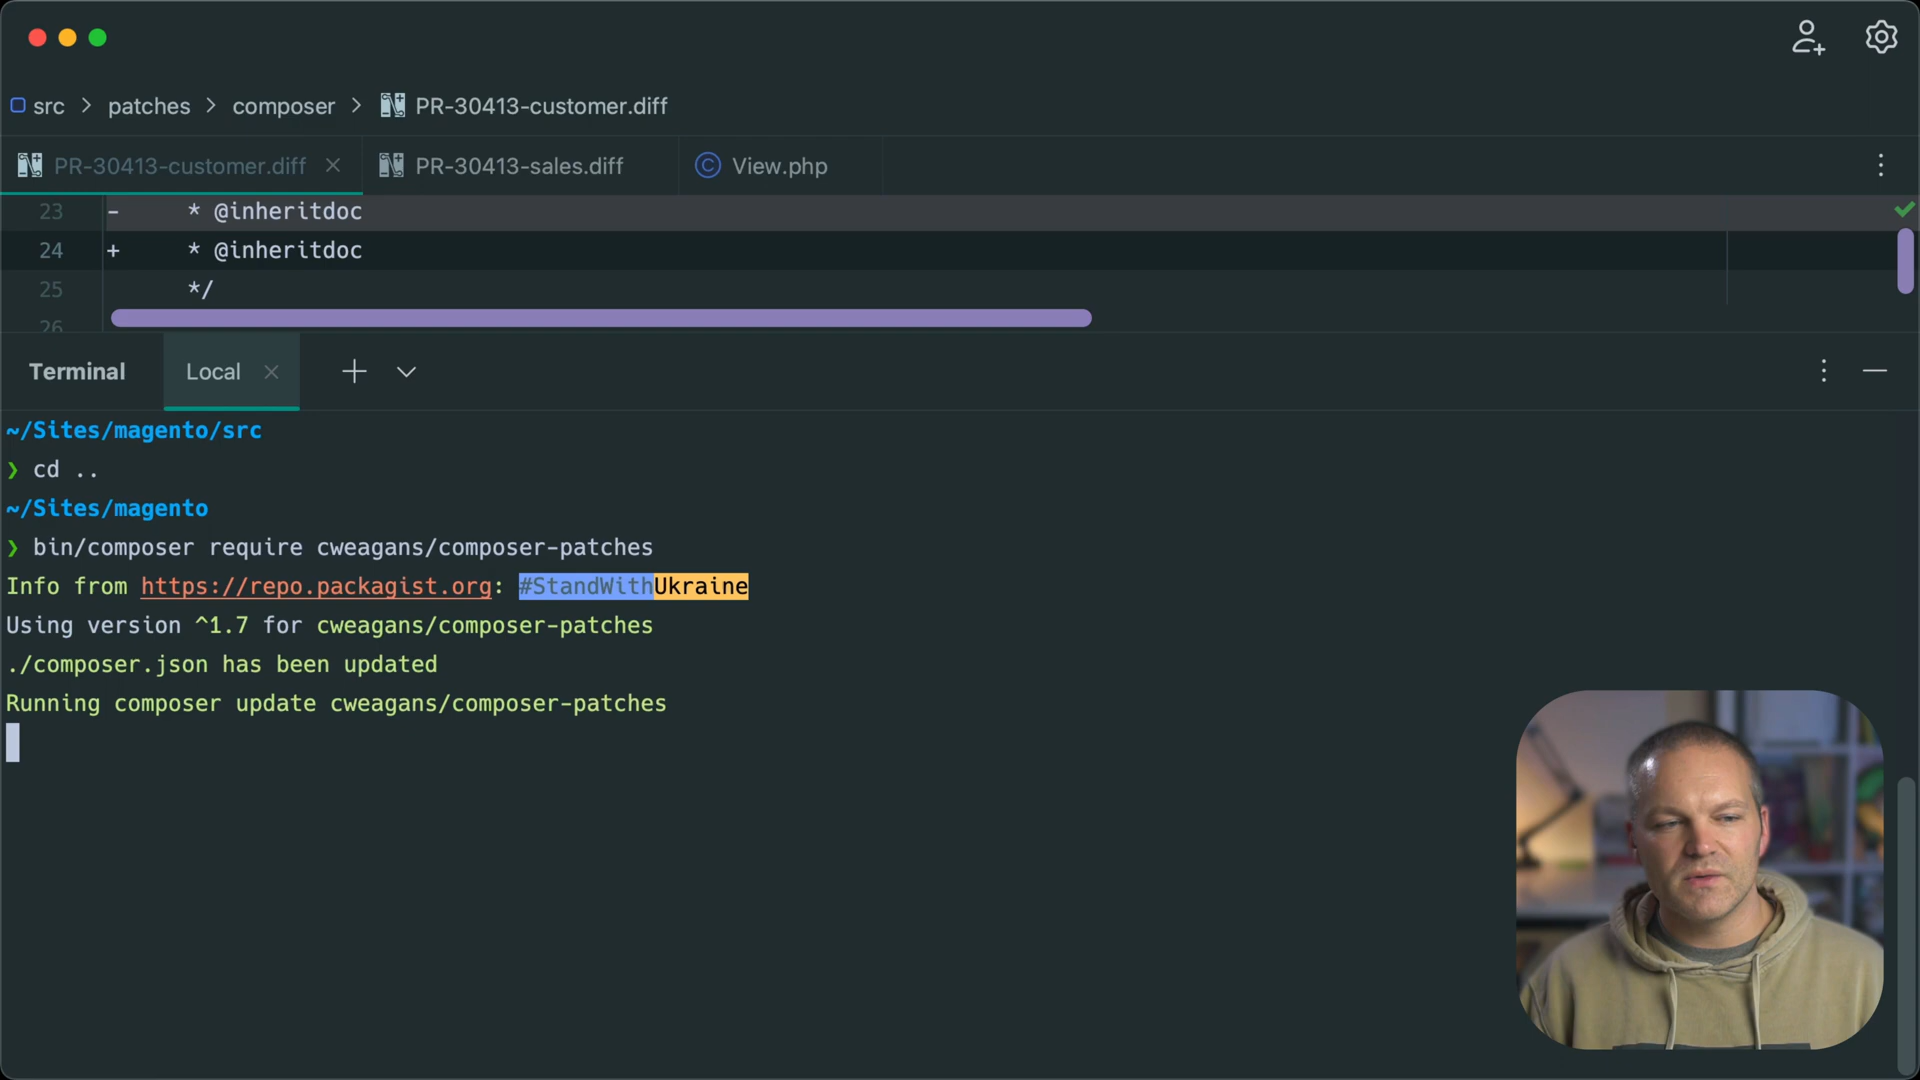 src > patches > composer > PR-30413-customer.diff
PR-30413-customer.diff PR-30413-sales.diff View.php
23 - * @inheritdoc
24 + * @inheritdoc
25 */
26
Terminal Local
~/Sites/magento/src
❯ cd ..
~/Sites/magento
❯ bin/composer require cweagans/composer-patches
Info from https://repo.packagist.org: #StandWithUkraine
Using version ^1.7 for cweagans/composer-patches
./composer.json has been updated
Running composer update cweagans/composer-patches